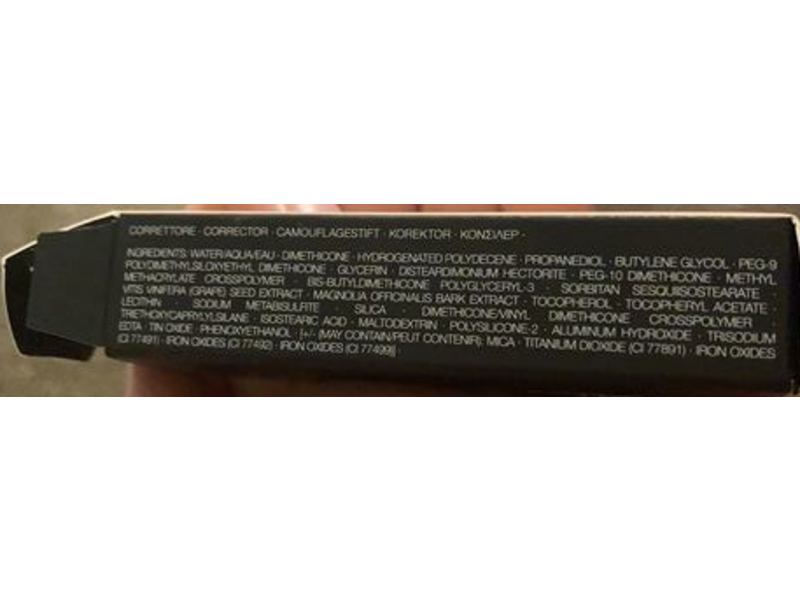 CORRETTORE · CORRECTOR · CAMOUFLAGESTIFT · KOREKTOR · ΚΟΝΣΙΛΕΡ ·
INGREDIENTS: WATER/AQUA/EAU · DIMETHICONE · HYDROGENATED POLYDECENE · PROPANEDIOL · BUTYLENE GLYCOL · PEG-9
POLYDIMETHYLSILOXYETHYL DIMETHICONE · GLYCERIN · DISTEARDIMONIUM HECTORITE · PEG-10 DIMETHICONE · METHYL
METHACRYLATE CROSSPOLYMER · BIS-BUTYLDIMETHICONE POLYGLYCERYL-3 · SORBITAN SESQUIISOSTEARATE ·
VITIS VINIFERA (GRAPE) SEED EXTRACT · MAGNOLIA OFFICINALIS BARK EXTRACT · TOCOPHEROL · TOCOPHERYL ACETATE ·
LECITHIN · SODIUM METABISULFITE · SILICA · DIMETHICONE/VINYL DIMETHICONE CROSSPOLYMER ·
TRIETHOXYCAPRYLYLSILANE · ISOSTEARIC ACID · MALTODEXTRIN · POLYSILICONE-2 · ALUMINUM HYDROXIDE · TRISODIUM
EDTA · TIN OXIDE · PHENOXYETHANOL · [+/- (MAY CONTAIN/PEUT CONTENIR): MICA · TITANIUM DIOXIDE (CI 77891) · IRON OXIDES
(CI 77491) · IRON OXIDES (CI 77492) · IRON OXIDES (CI 77499)] ·